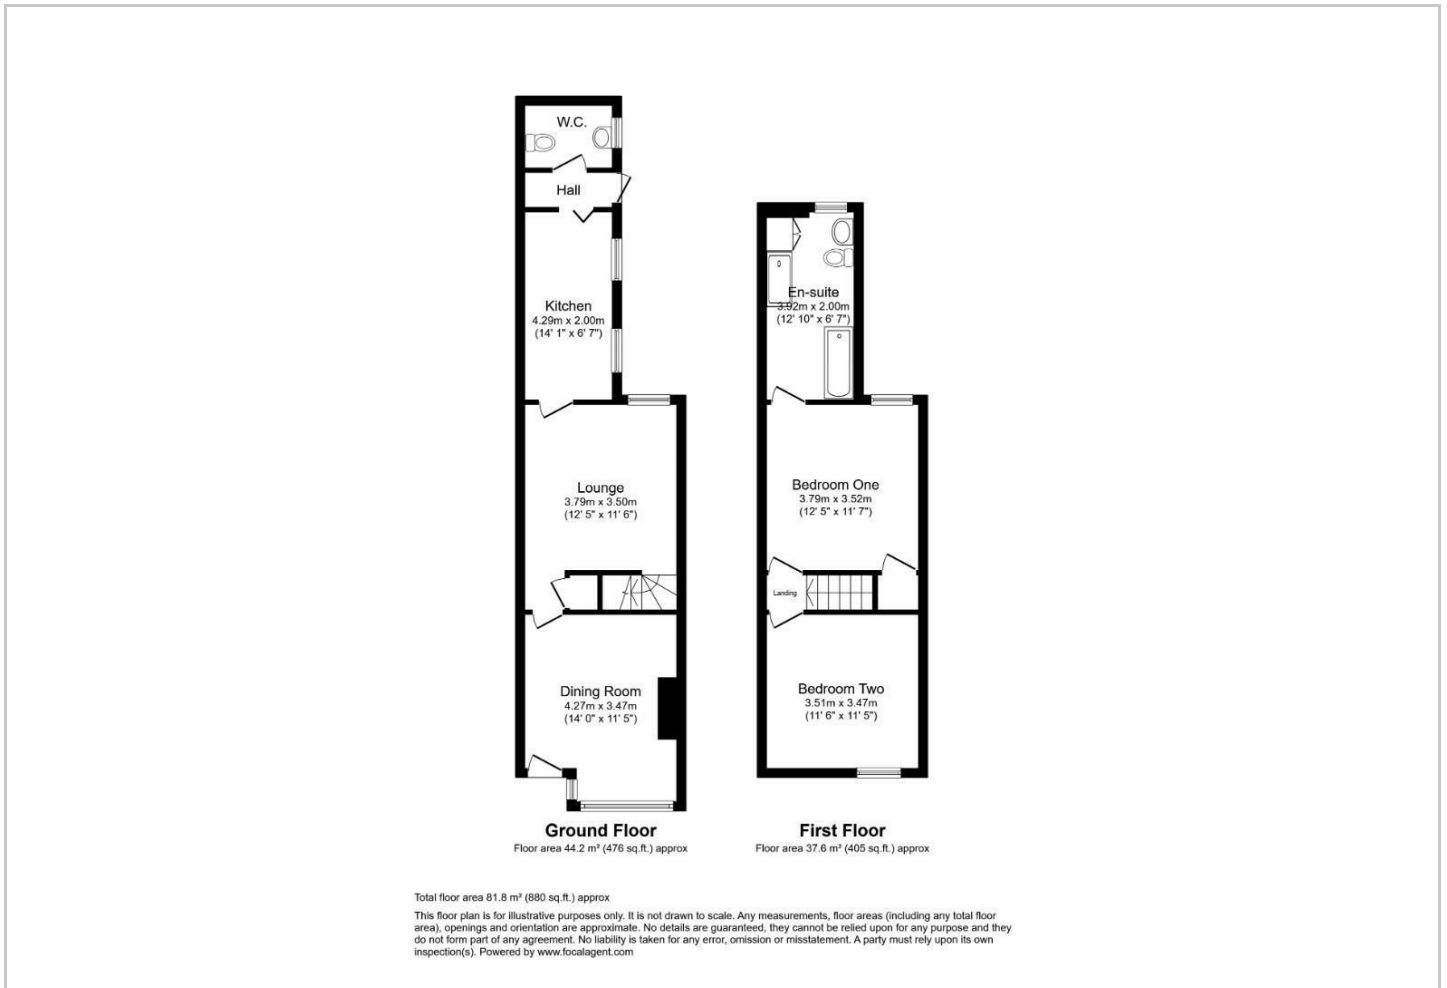 W.C.
Hall
Kitchen
4.29m x 2.00m
(14' 1" x 6' 7")
Lounge
3.79m x 3.50m
(12' 5" x 11' 6")
Dining Room
4.27m x 3.47m
(14' 0" x 11' 5")
Ground Floor
Floor area 44.2 m² (476 sq.ft.) approx
En-suite
3.92m x 2.00m
(12' 10" x 6' 7")
Bedroom One
3.79m x 3.52m
(12' 5" x 11' 7")
Landing
Bedroom Two
3.51m x 3.47m
(11' 6" x 11' 5")
First Floor
Floor area 37.6 m² (405 sq.ft.) approx
Total floor area 81.8 m² (880 sq.ft.) approx
This floor plan is for illustrative purposes only. It is not drawn to scale. Any measurements, floor areas (including any total floor
area), openings and orientation are approximate. No details are guaranteed, they cannot be relied upon for any purpose and they
do not form part of any agreement. No liability is taken for any error, omission or misstatement. A party must rely upon its own
inspection(s). Powered by www.focalagent.com